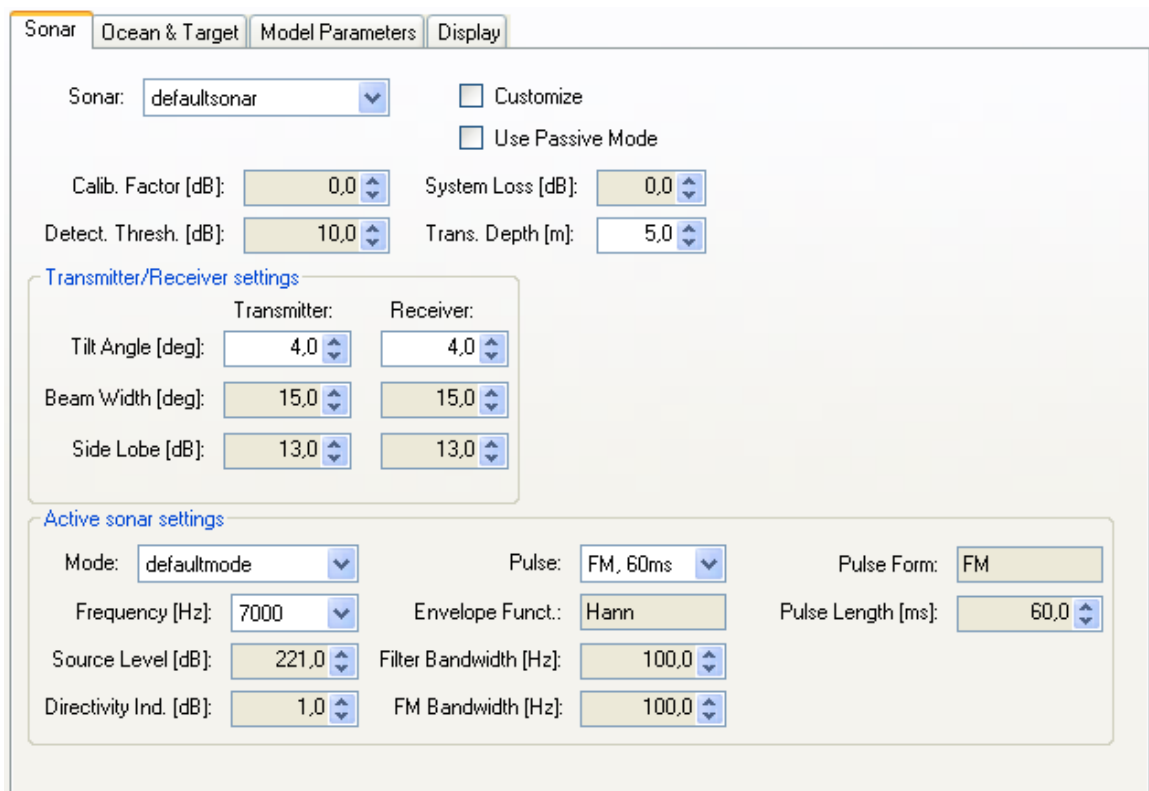 Sonar Ocean & Target Model Parameters Display
Sonar: defaultsonar Customize
Use Passive Mode
Calib. Factor [dB]: 0,0 System Loss [dB]: 0,0
Detect. Thresh. [dB]: 10,0 Trans. Depth [m]: 5,0
Transmitter/Receiver settings
Transmitter: Receiver:
Tilt Angle [deg]: 4,0 4,0
Beam Width [deg]: 15,0 15,0
Side Lobe [dB]: 13,0 13,0
Active sonar settings
Mode: defaultmode Pulse: FM, 60ms Pulse Form: FM
Frequency [Hz]: 7000 Envelope Funct.: Hann Pulse Length [ms]: 60,0
Source Level [dB]: 221,0 Filter Bandwidth [Hz]: 100,0
Directivity Ind. [dB]: 1,0 FM Bandwidth [Hz]: 100,0